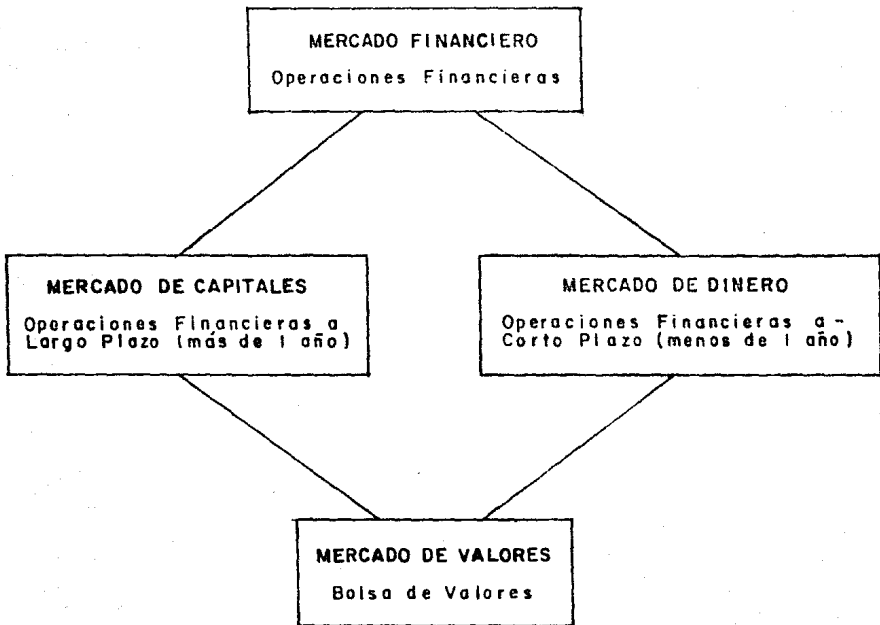 MERCADO FINANCIERO
Operaciones Financieras
MERCADO DE CAPITALES
Operaciones Financieras a
Largo Plazo (más de 1 año)
MERCADO DE DINERO
Operaciones Financieras a -
Corto Plazo (menos de 1 año)
MERCADO DE VALORES
Bolsa de Valores